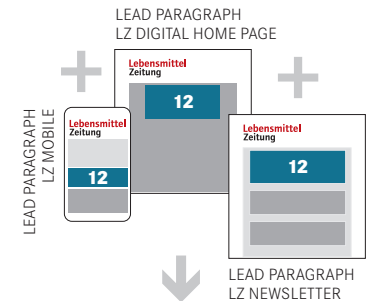 LEAD PARAGRAPH
LZ DIGITAL HOME PAGE
Lebensmittel
Zeitung
12
LEAD PARAGRAPH
LZ MOBILE
Lebensmittel
Zeitung
12
Lebensmittel
Zeitung
12
LEAD PARAGRAPH
LZ NEWSLETTER